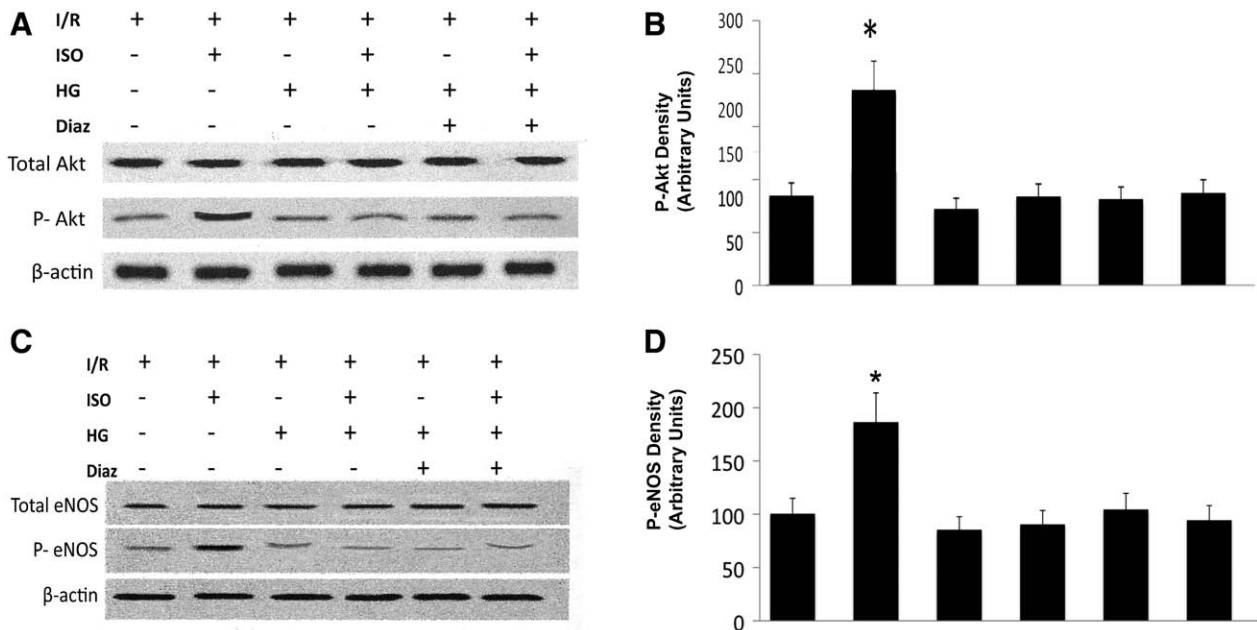 A
I/R + + + + + +
ISO - + - + - +
HG - - + + + +
Diaz - - - - + +
Total Akt
P- Akt
β-actin
B
P-Akt Density
(Arbitrary Units)
300
250
200
150
100
50
0
*
C
I/R + + + + + +
ISO - + - + - +
HG - - + + + +
Diaz - - - - + +
Total eNOS
P- eNOS
β-actin
D
P-eNOS Density
(Arbitrary Units)
250
200
150
100
50
0
*